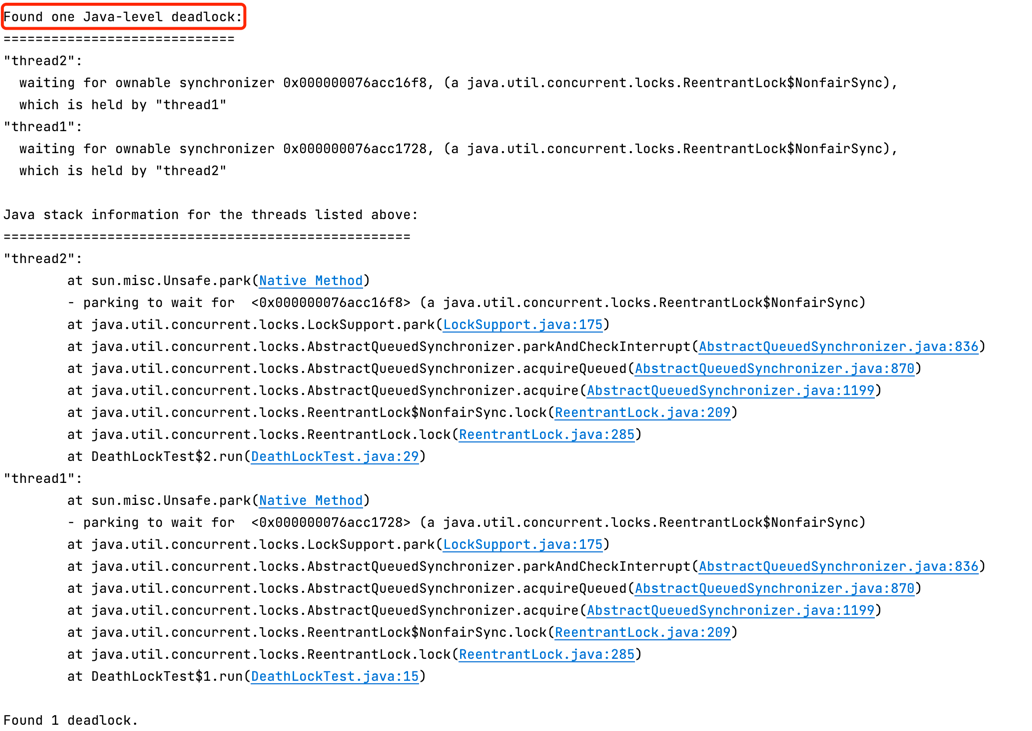 Found one Java-level deadlock:
=============================
"thread2":
  waiting for ownable synchronizer 0x000000076acc16f8, (a java.util.concurrent.locks.ReentrantLock$NonfairSync),
  which is held by "thread1"
"thread1":
  waiting for ownable synchronizer 0x000000076acc1728, (a java.util.concurrent.locks.ReentrantLock$NonfairSync),
  which is held by "thread2"

Java stack information for the threads listed above:
===================================================
"thread2":
        at sun.misc.Unsafe.park(Native Method)
        - parking to wait for  <0x000000076acc16f8> (a java.util.concurrent.locks.ReentrantLock$NonfairSync)
        at java.util.concurrent.locks.LockSupport.park(LockSupport.java:175)
        at java.util.concurrent.locks.AbstractQueuedSynchronizer.parkAndCheckInterrupt(AbstractQueuedSynchronizer.java:836)
        at java.util.concurrent.locks.AbstractQueuedSynchronizer.acquireQueued(AbstractQueuedSynchronizer.java:870)
        at java.util.concurrent.locks.AbstractQueuedSynchronizer.acquire(AbstractQueuedSynchronizer.java:1199)
        at java.util.concurrent.locks.ReentrantLock$NonfairSync.lock(ReentrantLock.java:209)
        at java.util.concurrent.locks.ReentrantLock.lock(ReentrantLock.java:285)
        at DeathLockTest$2.run(DeathLockTest.java:29)
"thread1":
        at sun.misc.Unsafe.park(Native Method)
        - parking to wait for  <0x000000076acc1728> (a java.util.concurrent.locks.ReentrantLock$NonfairSync)
        at java.util.concurrent.locks.LockSupport.park(LockSupport.java:175)
        at java.util.concurrent.locks.AbstractQueuedSynchronizer.parkAndCheckInterrupt(AbstractQueuedSynchronizer.java:836)
        at java.util.concurrent.locks.AbstractQueuedSynchronizer.acquireQueued(AbstractQueuedSynchronizer.java:870)
        at java.util.concurrent.locks.AbstractQueuedSynchronizer.acquire(AbstractQueuedSynchronizer.java:1199)
        at java.util.concurrent.locks.ReentrantLock$NonfairSync.lock(ReentrantLock.java:209)
        at java.util.concurrent.locks.ReentrantLock.lock(ReentrantLock.java:285)
        at DeathLockTest$1.run(DeathLockTest.java:15)

Found 1 deadlock.